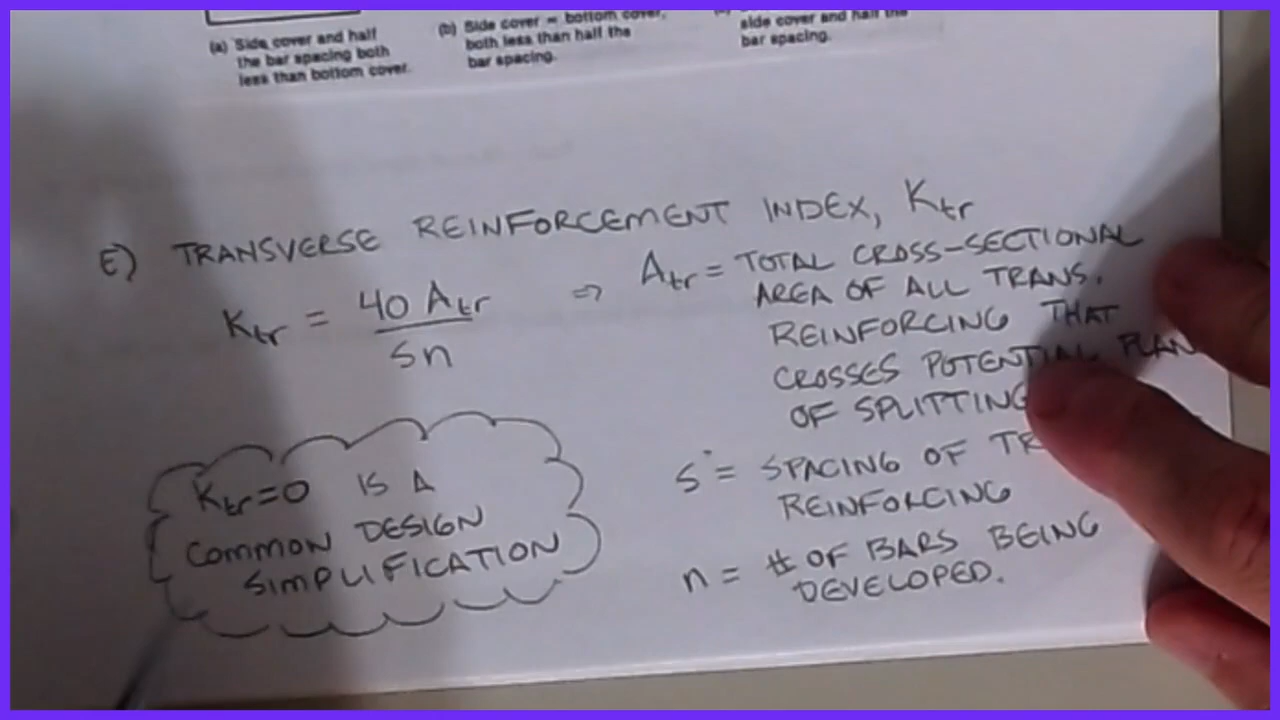 (a) Side cover and half
the bar spacing both
less than bottom cover.
(b) Side cover = bottom cover,
both less than half the
bar spacing.
side cover and half the
bar spacing.
E) TRANSVERSE REINFORCEMENT INDEX, Ktr
Ktr = 40 Atr / sn
⇒ Atr = TOTAL CROSS-SECTIONAL
AREA OF ALL TRANS.
REINFORCING THAT
CROSSES POTENTIAL
OF SPLITTING
s = SPACING OF
REINFORCING
n = # OF BARS BEING
DEVELOPED.
Ktr=0 IS A
COMMON DESIGN
SIMPLIFICATION